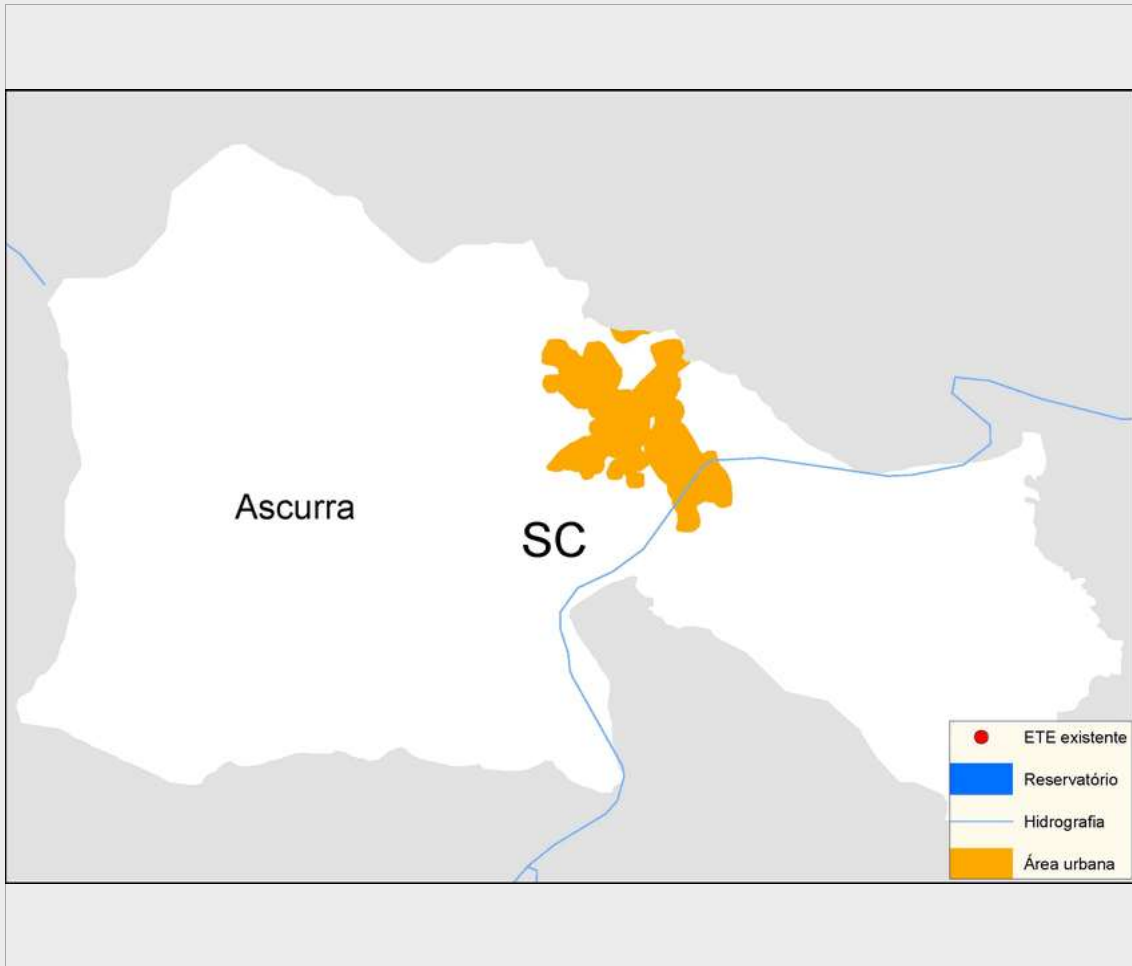 Ascurra
SC
ETE existente
Reservatório
Hidrografia
Área urbana